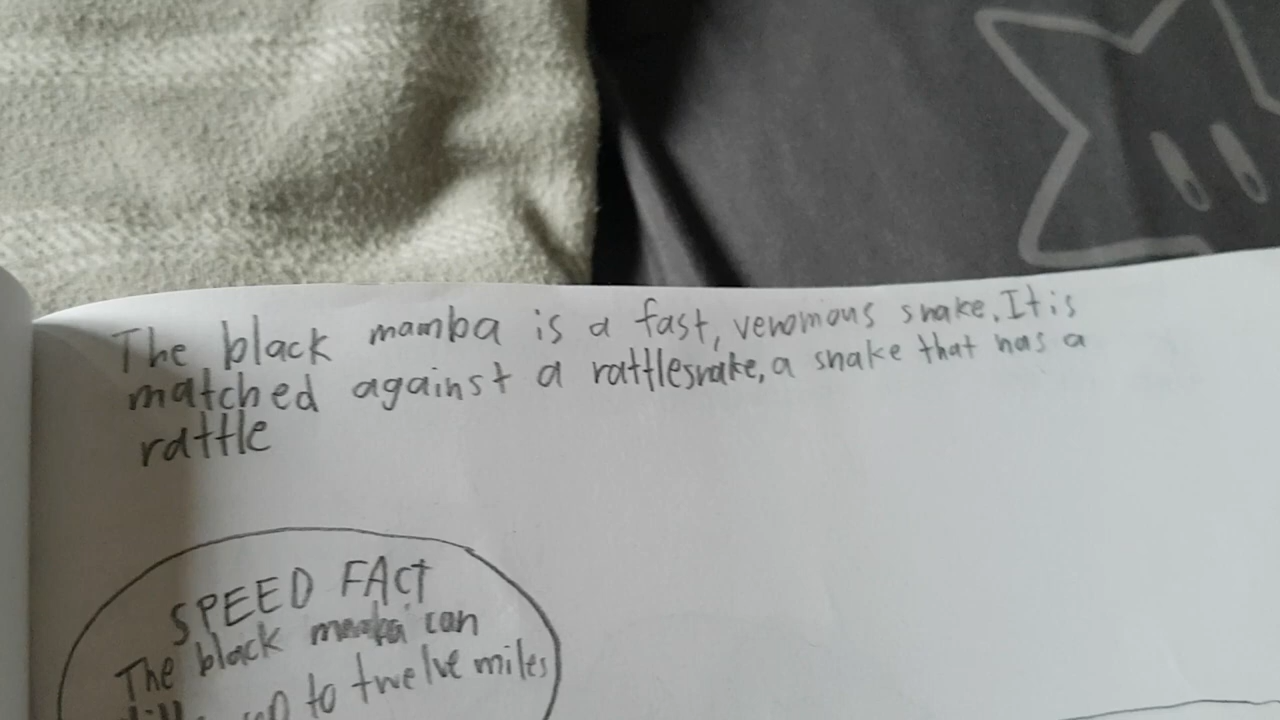 The black mamba is a fast, venomous snake. It is
matched against a rattlesnake, a snake that has a
rattle
SPEED FACT
The black mamba can
up to twelve miles